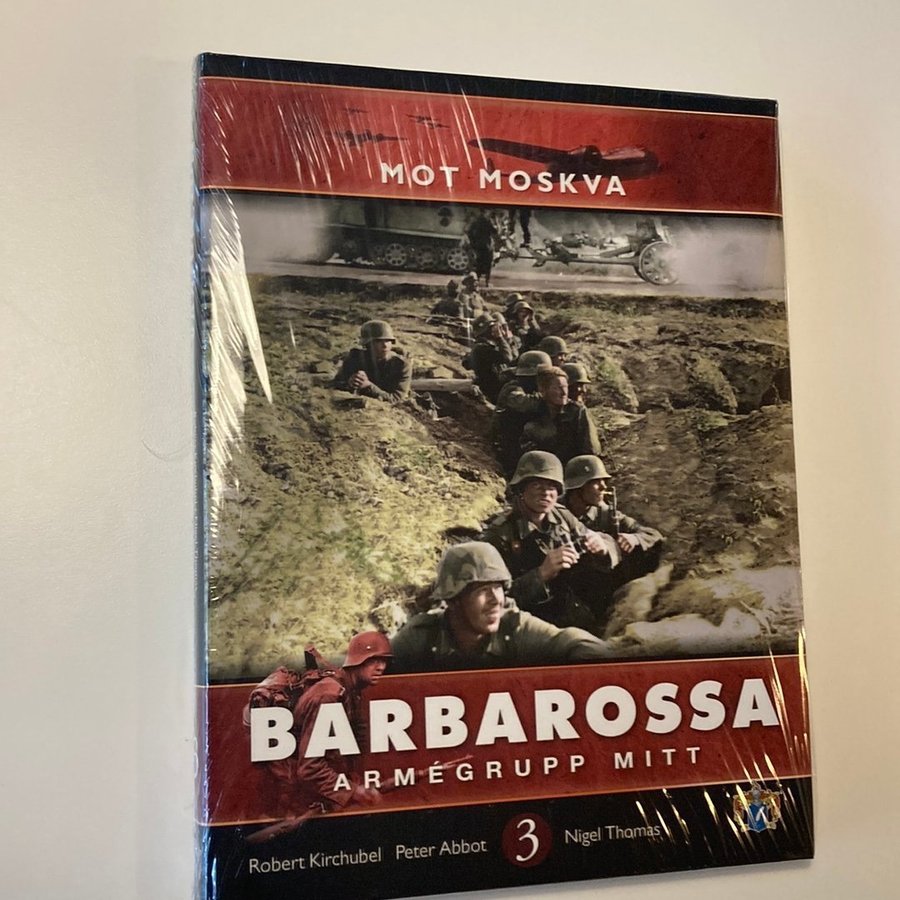 MOT MOSKVA
BARBAROSSA
ARMÉGRUPP MITT
Robert Kirchubel Peter Abbot 3 Nigel Thomas